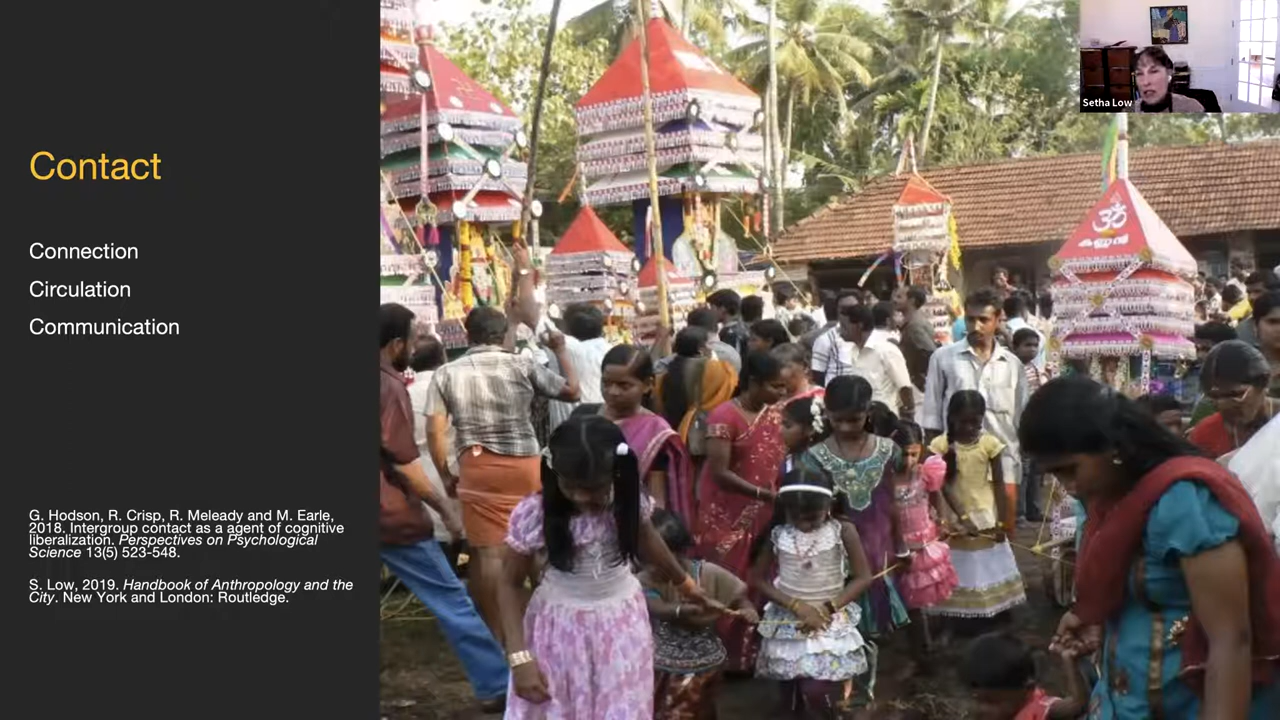 Contact
Connection
Circulation
Communication
G. Hodson, R. Crisp, R. Meleady and M. Earle,
2018. Intergroup contact as a agent of cognitive
liberalization. Perspectives on Psychological
Science 13(5) 523-548.
S. Low, 2019. Handbook of Anthropology and the
City. New York and London: Routledge.
Setha Low
ॐ
കണ്ണൻ